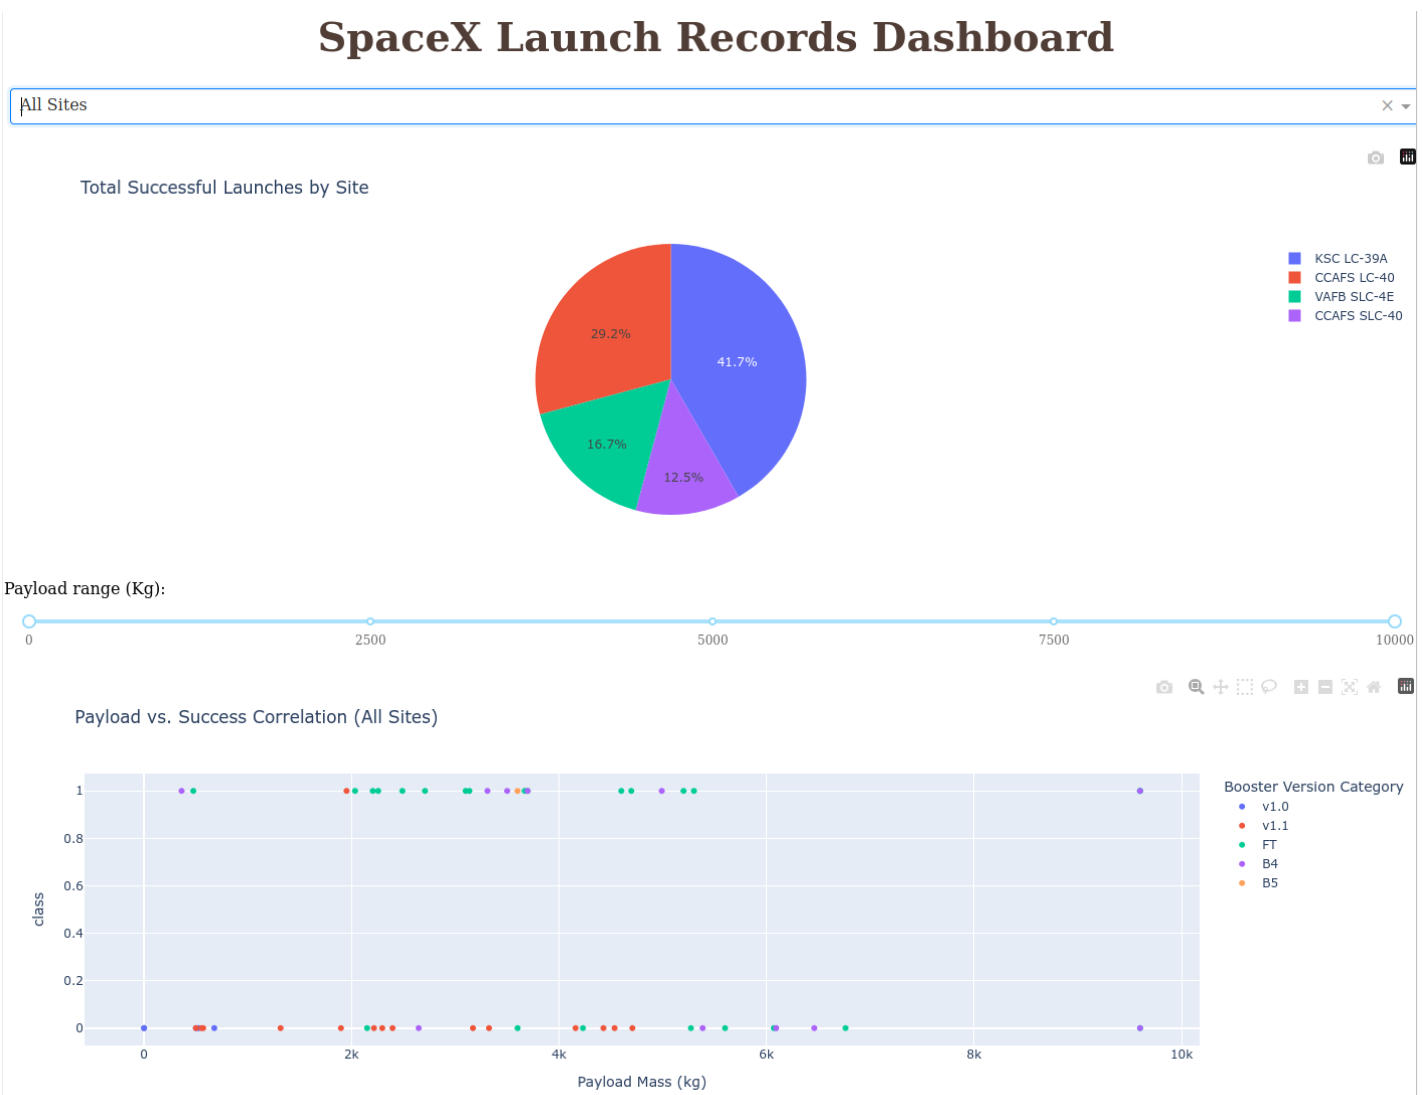 SpaceX Launch Records Dashboard
All Sites
Total Successful Launches by Site
KSC LC-39A
CCAFS LC-40
VAFB SLC-4E
CCAFS SLC-40
29.2%
41.7%
16.7%
12.5%
Payload range (Kg):
0 2500 5000 7500 10000
Payload vs. Success Correlation (All Sites)
Booster Version Category
v1.0
v1.1
FT
B4
B5
class
1
0.8
0.6
0.4
0.2
0
0 2k 4k 6k 8k 10k
Payload Mass (kg)